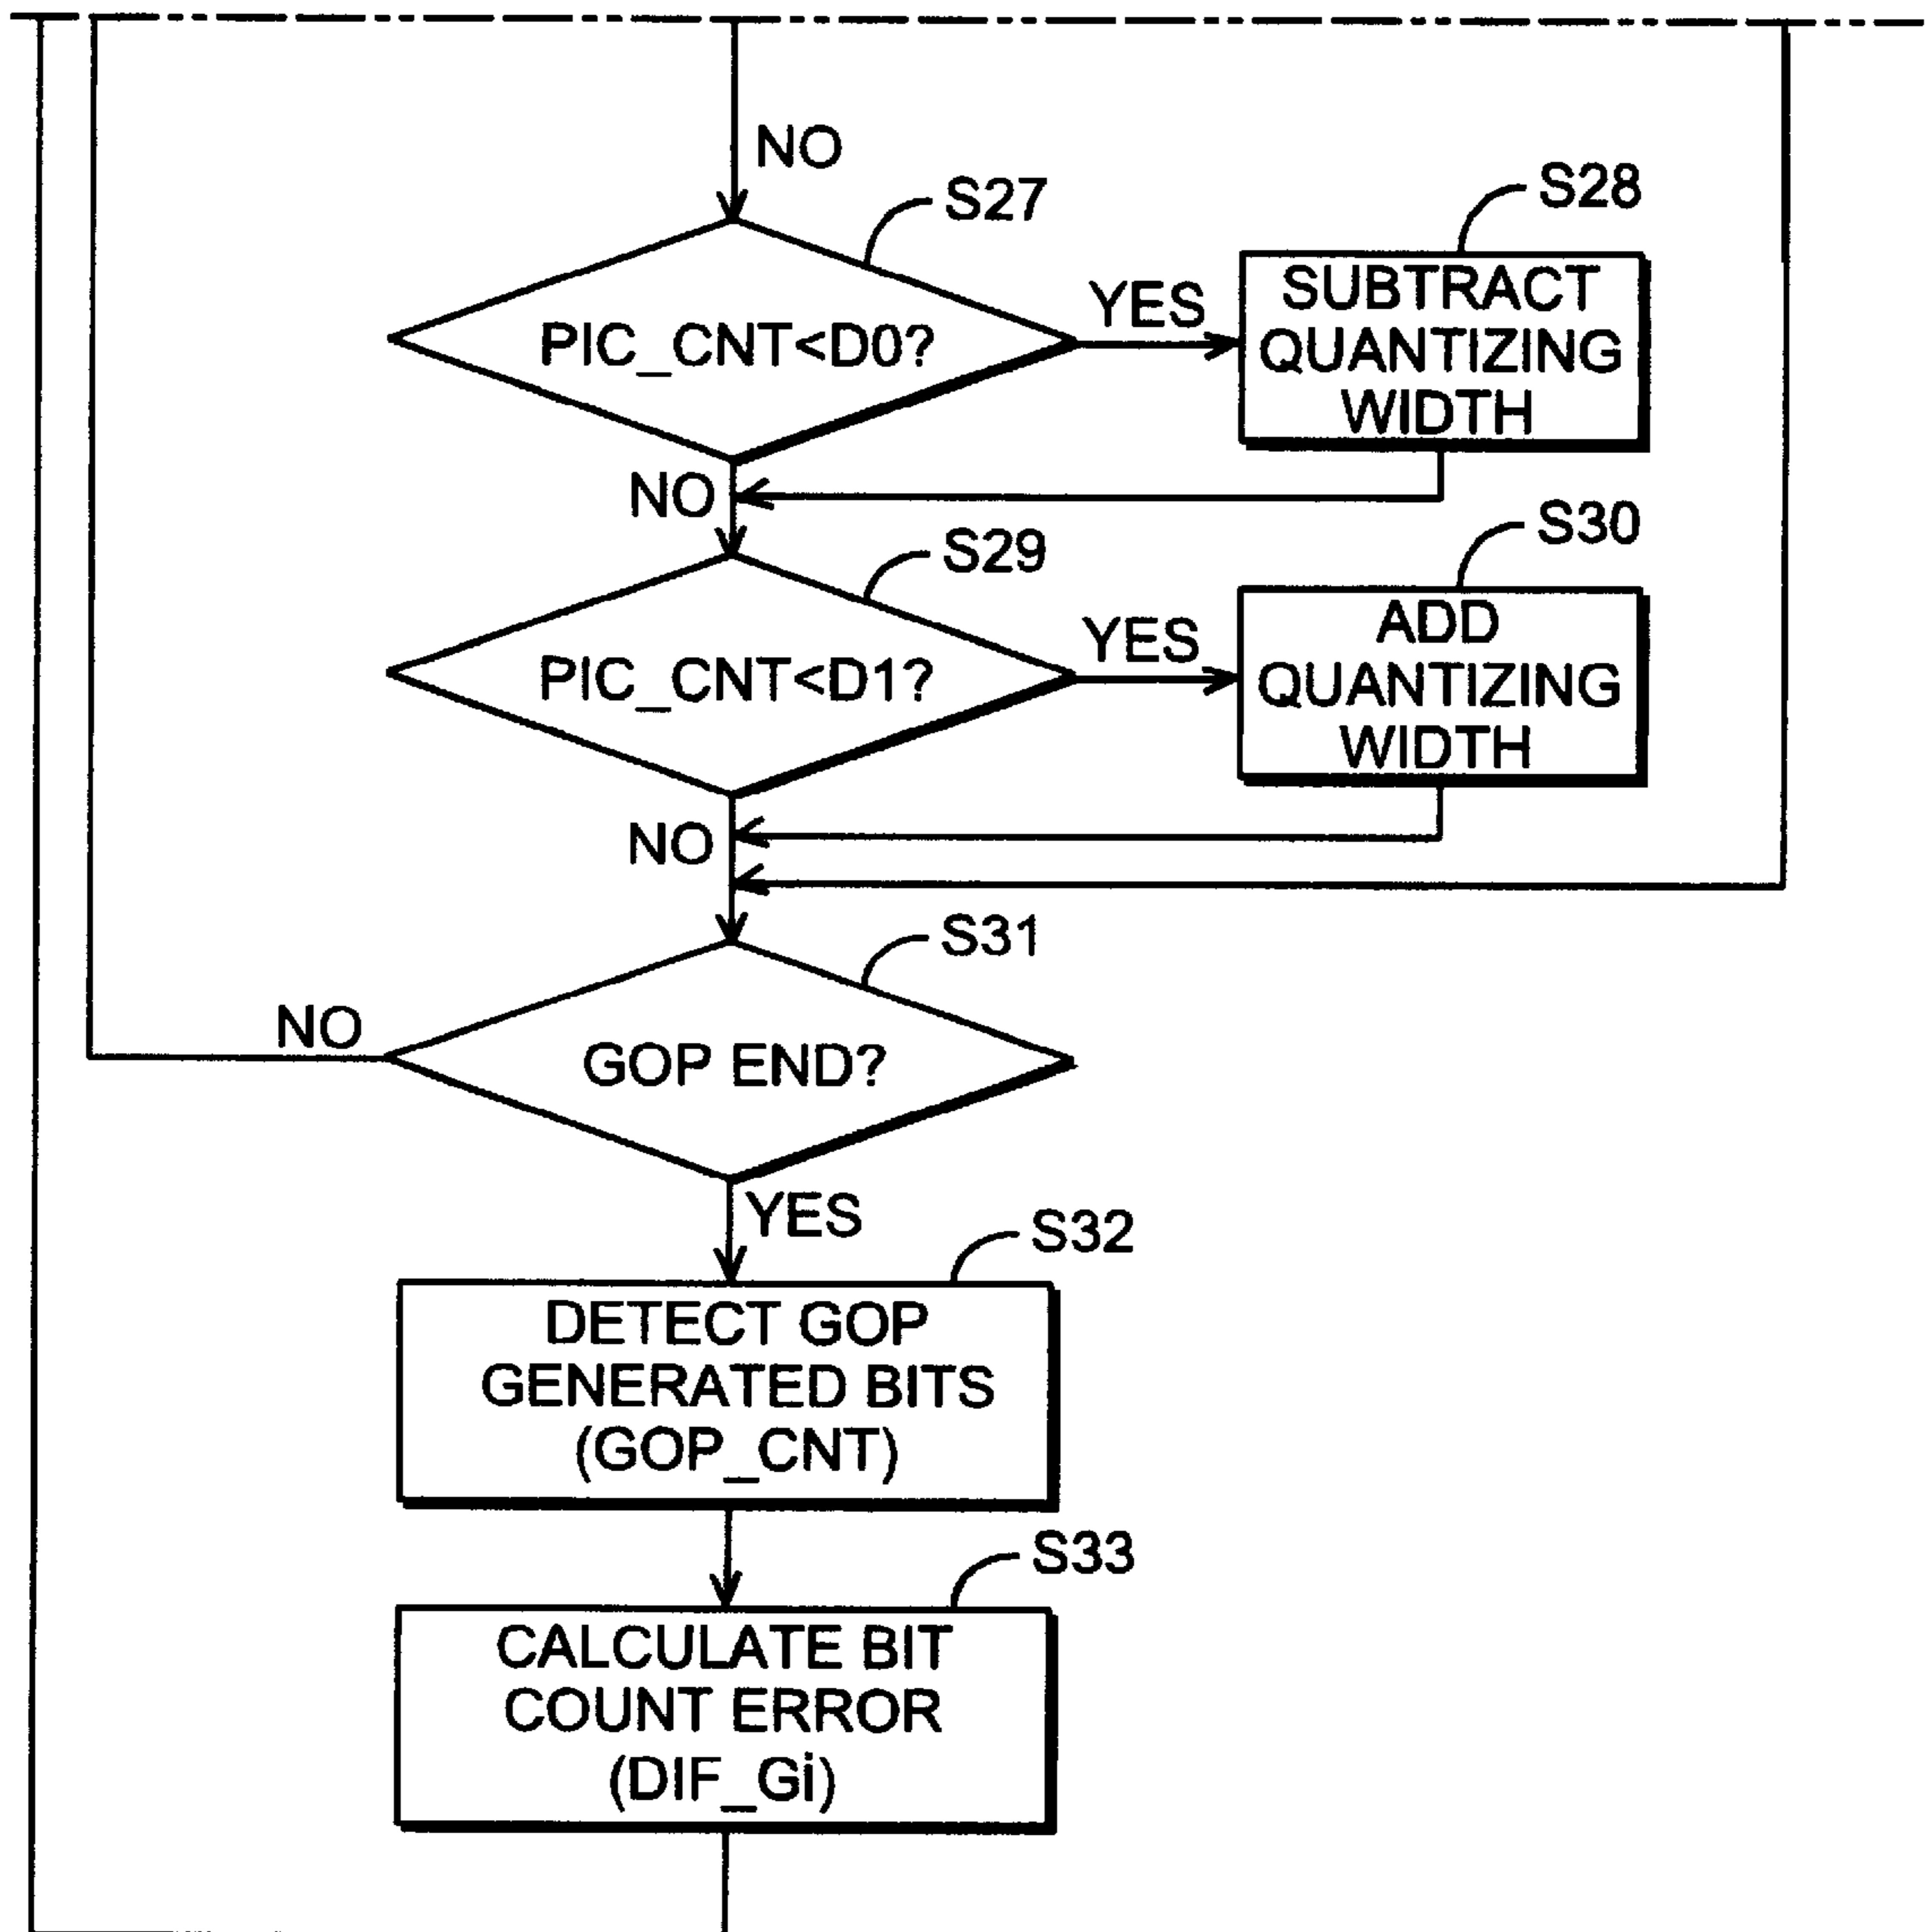 NO
S27
S28
PIC_CNT<D0?
YES
SUBTRACT
QUANTIZING
WIDTH
NO
S29
S30
PIC_CNT<D1?
YES
ADD
QUANTIZING
WIDTH
NO
S31
NO
GOP END?
YES
S32
DETECT GOP
GENERATED BITS
(GOP_CNT)
S33
CALCULATE BIT
COUNT ERROR
(DIF_Gi)